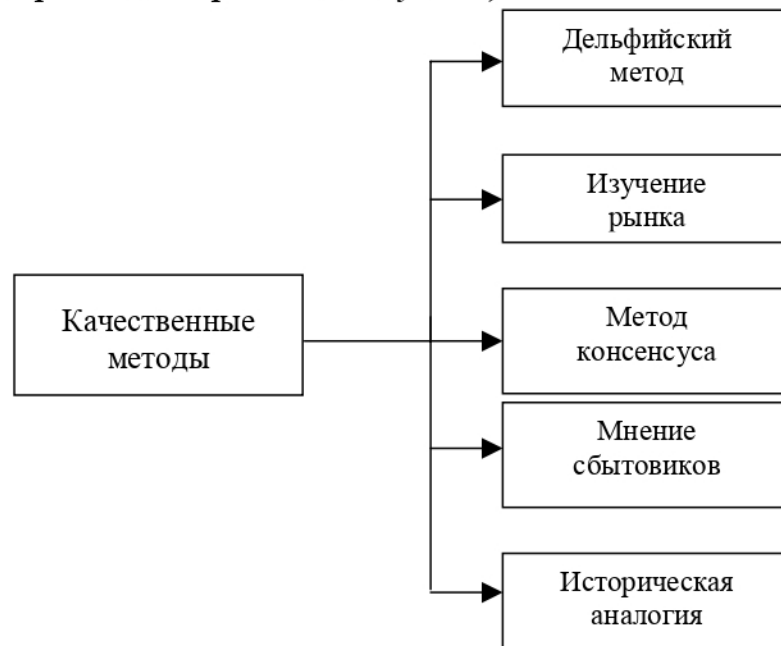 Дельфийский
метод
Изучение
рынка
Качественные
методы
Метод
консенсуса
Мнение
сбытовиков
Историческая
аналогия